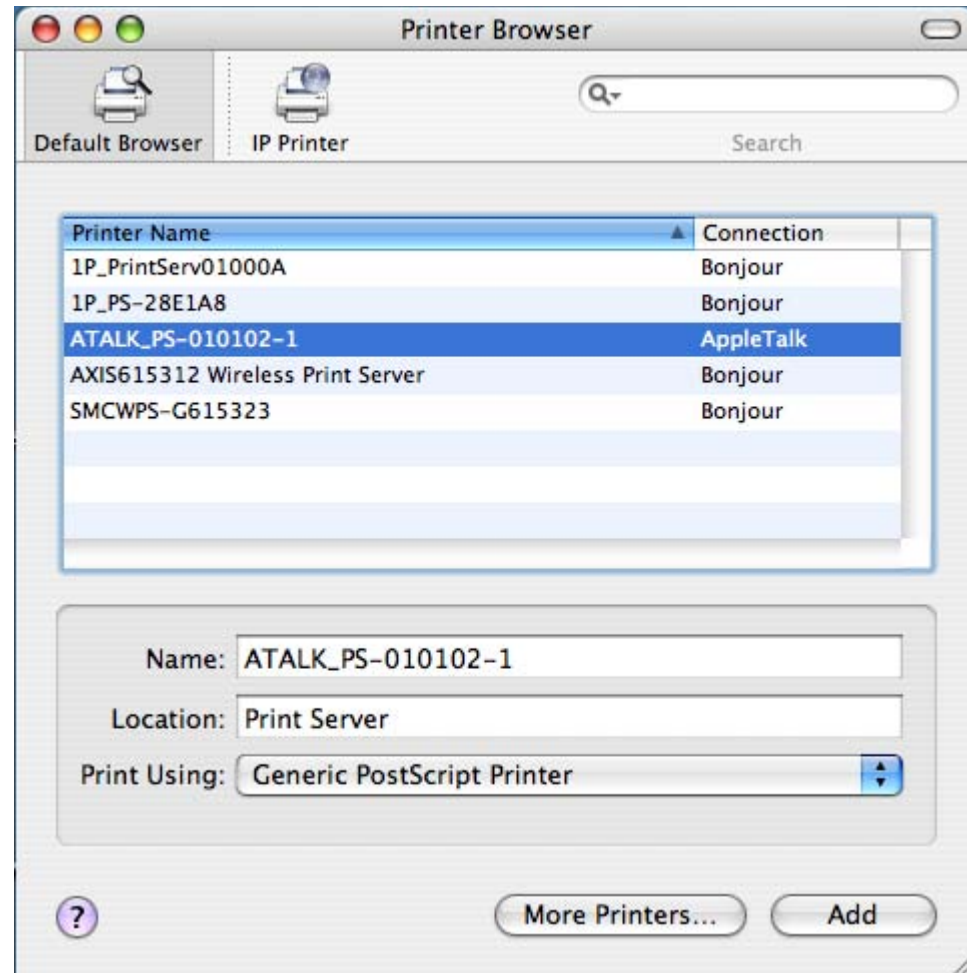 Printer Browser
Default Browser
IP Printer
Search
Printer Name Connection
1P_PrintServ01000A Bonjour
1P_PS-28E1A8 Bonjour
ATALK_PS-010102-1 AppleTalk
AXIS615312 Wireless Print Server Bonjour
SMCWPS-G615323 Bonjour
Name: ATALK_PS-010102-1
Location: Print Server
Print Using: Generic PostScript Printer
? More Printers... Add